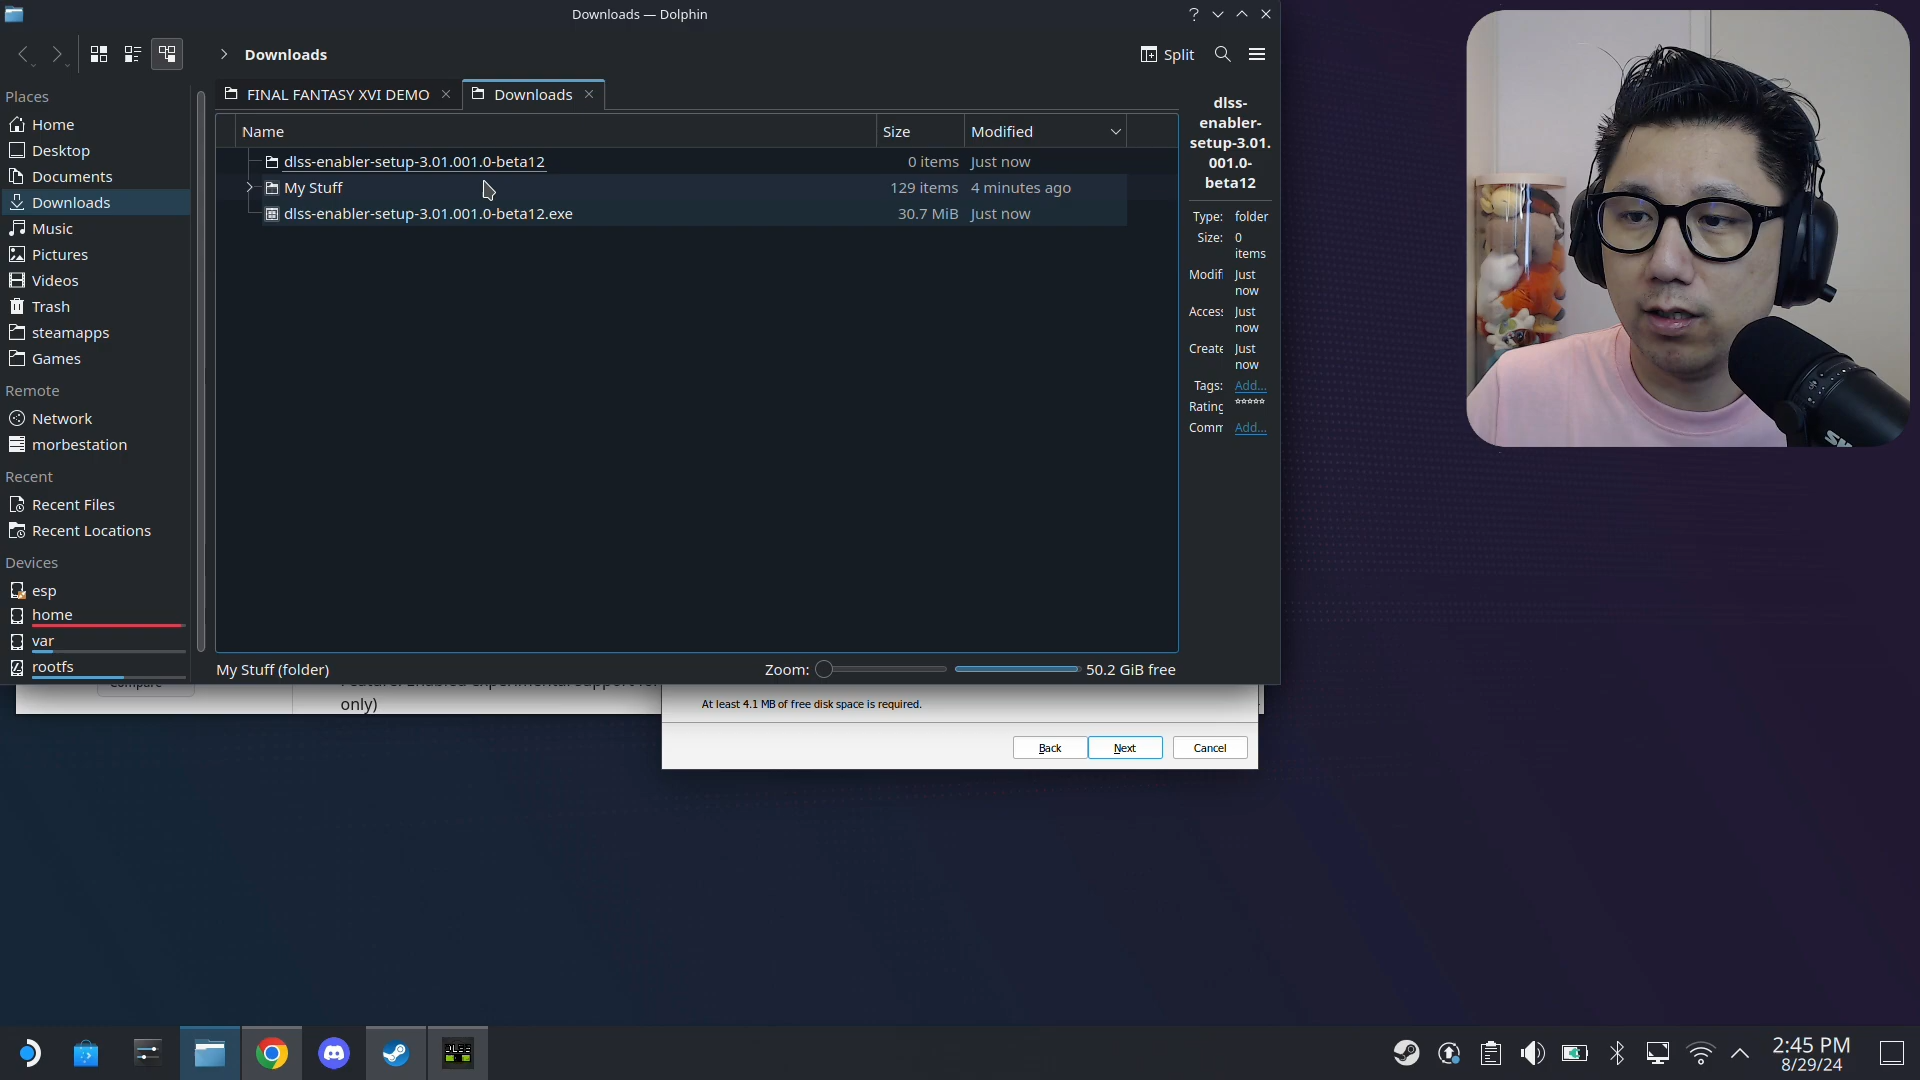 Downloads — Dolphin
Downloads
Split
FINAL FANTASY XVI DEMO
Downloads
Places
Home
Desktop
Documents
Downloads
Music
Pictures
Videos
Trash
steamapps
Games
Remote
Network
morbestation
Recent
Recent Files
Recent Locations
Devices
esp
home
var
rootfs
Name Size Modified
dlss-enabler-setup-3.01.001.0-beta12 0 items Just now
My Stuff 129 items 4 minutes ago
dlss-enabler-setup-3.01.001.0-beta12.exe 30.7 MiB Just now
dlss-
enabler-
setup-3.01.
001.0-
beta12
Type: folder
Size: 0
items
Modifi Just
now
Access Just
now
Create Just
now
Tags: Add...
Rating
Comm Add...
My Stuff (folder)
Zoom:
50.2 GiB free
only)
At least 4.1 MB of free disk space is required.
Back
Next
Cancel
2:45 PM
8/29/24